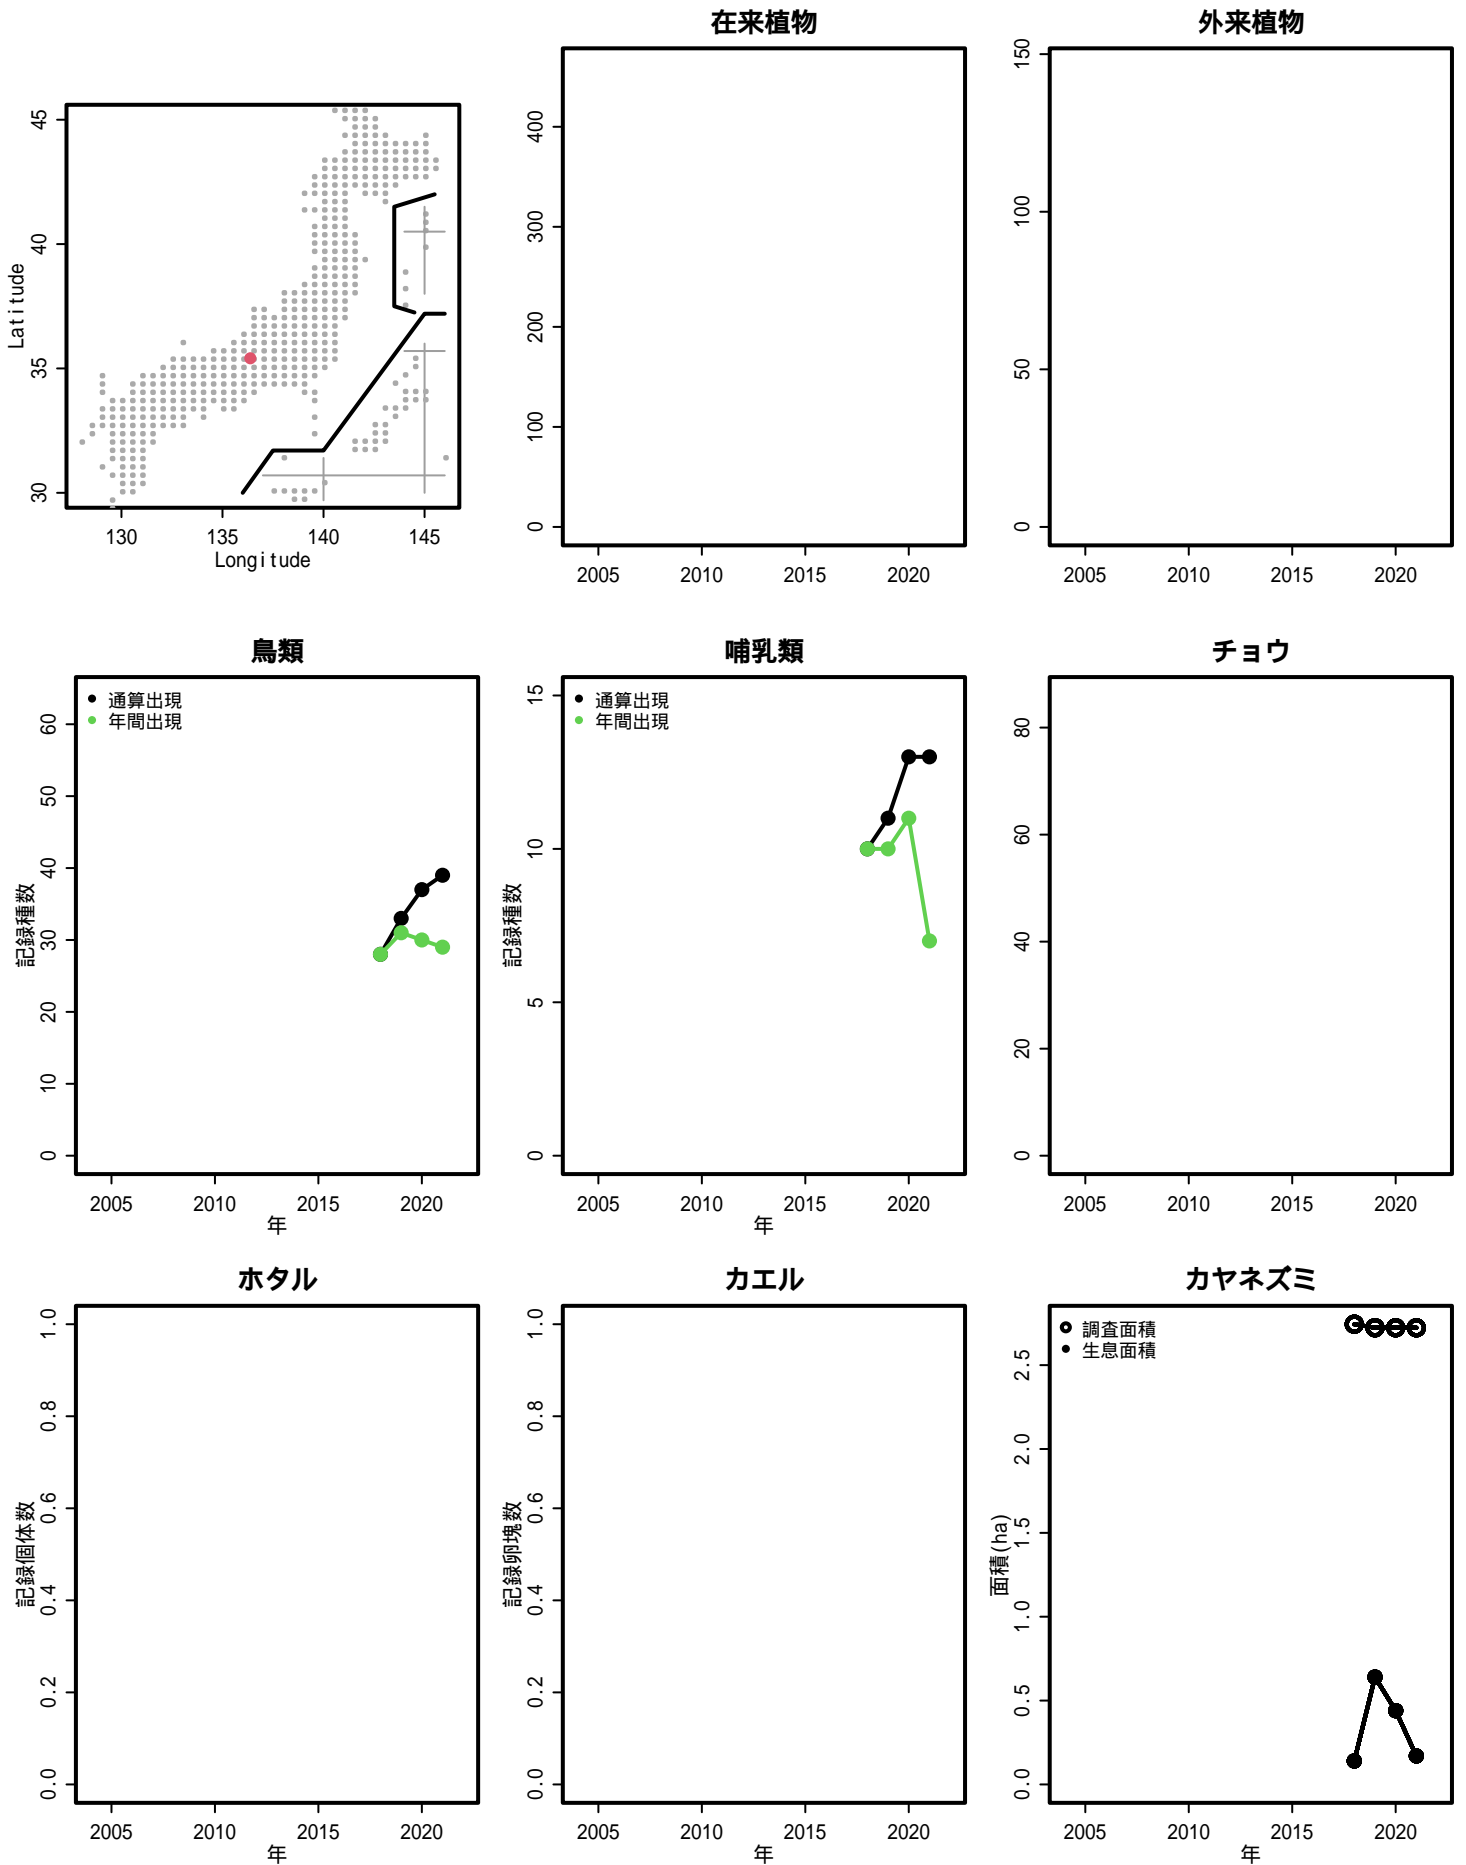 在来植物
外来植物
45
40
35
30
Latitude
130 135 140 145
Longitude
400
300
200
100
0
2005 2010 2015 2020
150
100
50
0
2005 2010 2015 2020
鳥類
哺乳類
チョウ
通算出現
年間出現
60
50
40
30
20
10
0
記録種数
2005 2010 2015 2020
年
通算出現
年間出現
15
10
5
0
記録種数
2005 2010 2015 2020
年
80
60
40
20
0
2005 2010 2015 2020
ホタル
カエル
カヤネズミ
1.0
0.8
0.6
0.4
0.2
0.0
記録個体数
2005 2010 2015 2020
年
1.0
0.8
0.6
0.4
0.2
0.0
記録卵塊数
2005 2010 2015 2020
年
調査面積
生息面積
2.5
2.0
1.5
1.0
0.5
0.0
面積(ha)
2005 2010 2015 2020
年